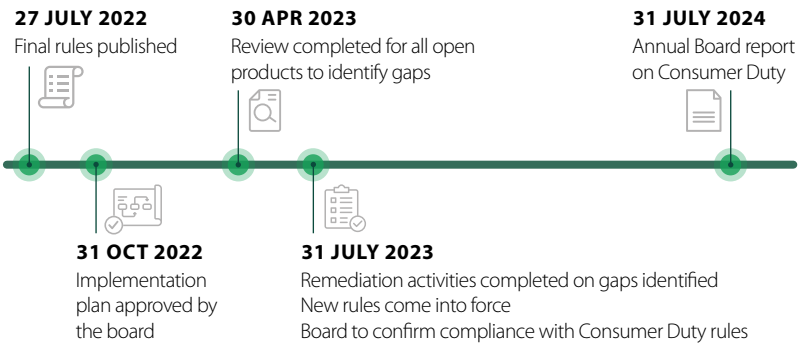 27 JULY 2022
Final rules published
30 APR 2023
Review completed for all open
products to identify gaps
31 JULY 2024
Annual Board report
on Consumer Duty
31 OCT 2022
Implementation
plan approved by
the board
31 JULY 2023
Remediation activities completed on gaps identified
New rules come into force
Board to confirm compliance with Consumer Duty rules